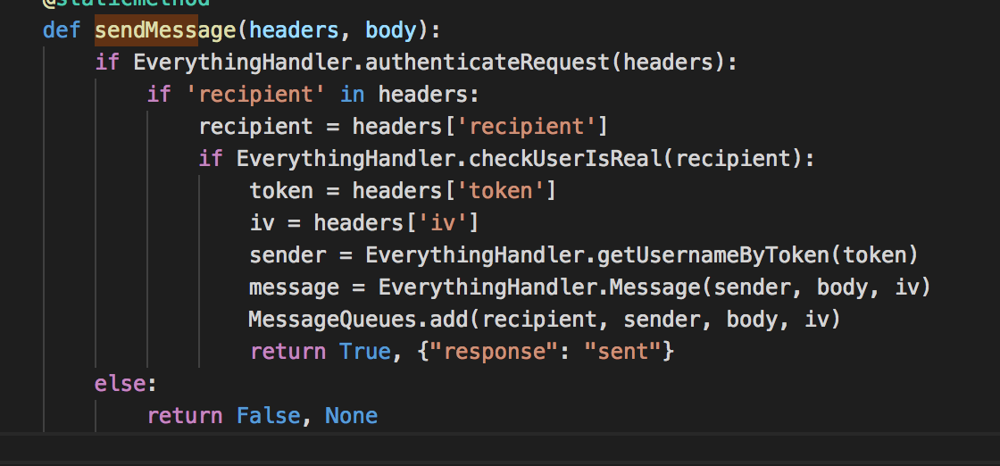 @staticmethod
def sendMessage(headers, body):
if EverythingHandler.authenticateRequest(headers):
if 'recipient' in headers:
recipient = headers['recipient']
if EverythingHandler.checkUserIsReal(recipient):
token = headers['token']
iv = headers['iv']
sender = EverythingHandler.getUsernameByToken(token)
message = EverythingHandler.Message(sender, body, iv)
MessageQueues.add(recipient, sender, body, iv)
return True, {"response": "sent"}
else:
return False, None